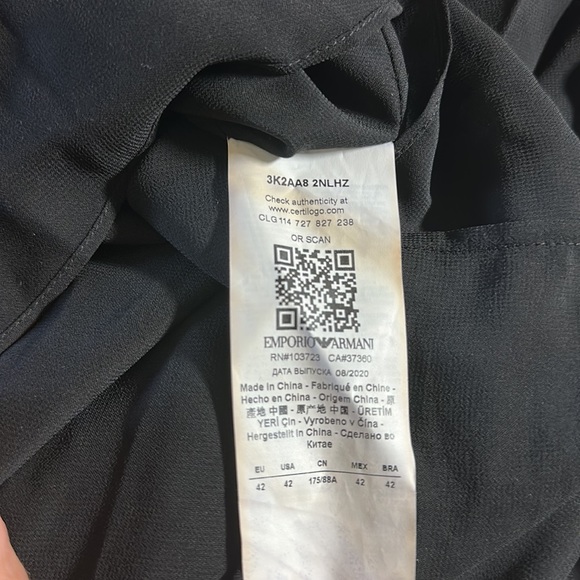 3K2AA8 2NLHZ
Check authenticity at
www.certilogo.com
CLG 114 727 827 238
OR SCAN
EMPORIO ARMANI
RN#103723 CA#37360
ДАТА ВЫПУСКА 08/2020
Made in China - Fabriqué en Chine -
Hecho en China - Origem China - 原
產地 中國 - 原产地 中国 - ÜRETİM
YERİ Çin - Vyrobeno v Čína -
Hergestellt in China - Сделано во
Китае
EU USA CN MEX BRA
42 42 175/88A 42 42